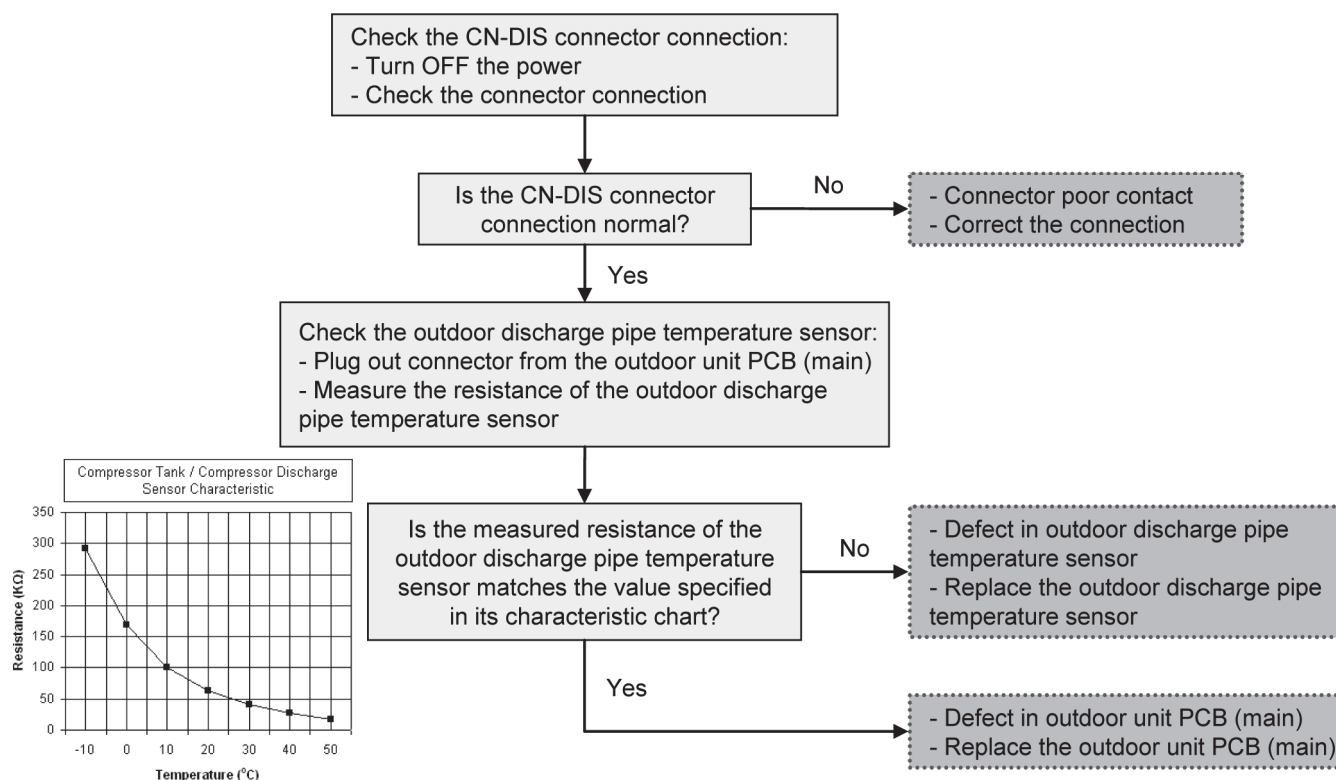 Check the CN-DIS connector connection:
- Turn OFF the power
- Check the connector connection
Is the CN-DIS connector
connection normal?
No
- Connector poor contact
- Correct the connection
Yes
Check the outdoor discharge pipe temperature sensor:
- Plug out connector from the outdoor unit PCB (main)
- Measure the resistance of the outdoor discharge
pipe temperature sensor
Compressor Tank / Compressor Discharge
Sensor Characteristic
Resistance (KΩ)
350
300
250
200
150
100
50
0
-10 0 10 20 30 40 50
Temperature (⁰C)
Is the measured resistance of the
outdoor discharge pipe temperature
sensor matches the value specified
in its characteristic chart?
No
- Defect in outdoor discharge pipe
temperature sensor
- Replace the outdoor discharge pipe
temperature sensor
Yes
- Defect in outdoor unit PCB (main)
- Replace the outdoor unit PCB (main)